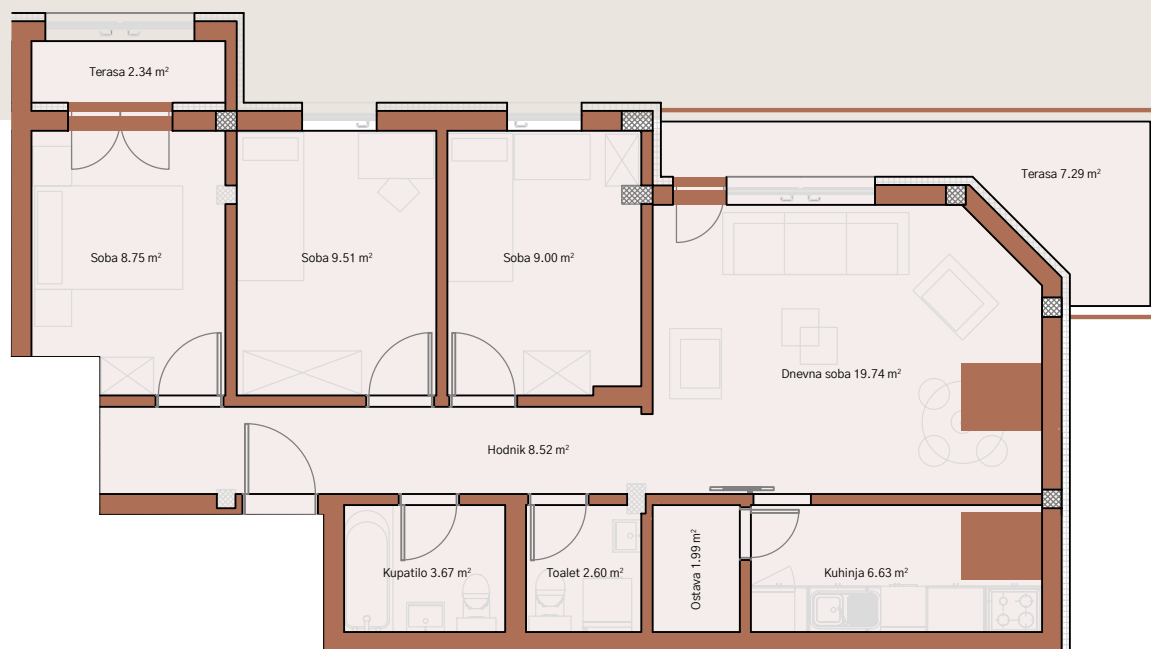 Terasa 2.34 m²
Terasa 7.29 m²
Soba 8.75 m²
Soba 9.51 m²
Soba 9.00 m²
Dnevna soba 19.74 m²
Hodnik 8.52 m²
Kupatilo 3.67 m²
Toalet 2.60 m²
Ostava 1.99 m²
Kuhinja 6.63 m²